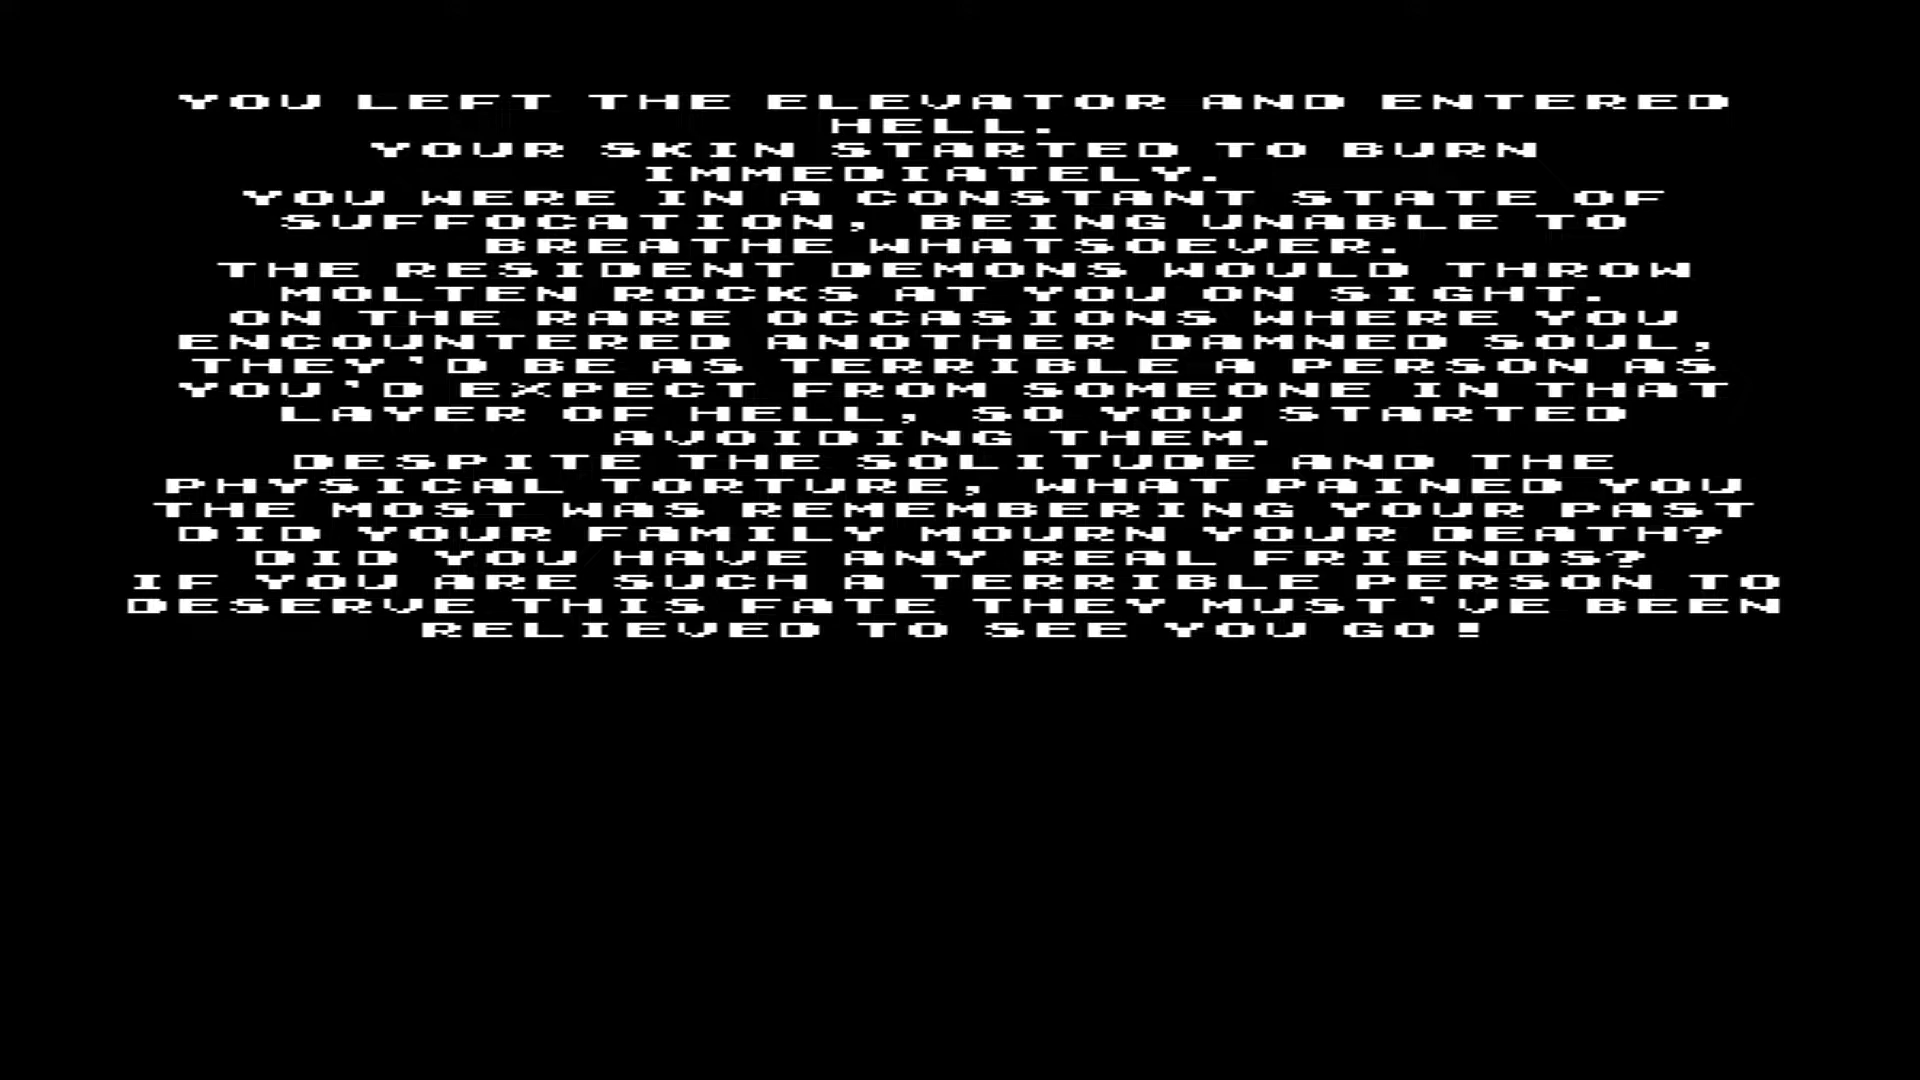 YOU LEFT THE ELEVATOR AND ENTERED
HELL.
YOUR SKIN STARTED TO BURN
IMMEDIATELY.
YOU WERE IN A CONSTANT STATE OF
SUFFOCATION, BEING UNABLE TO
BREATHE WHATSOEVER.
THE RESIDENT DEMONS WOULD THROW
MOLTEN ROCKS AT YOU ON SIGHT.
ON THE RARE OCCASIONS WHERE YOU
ENCOUNTERED ANOTHER DAMNED SOUL,
THEY'D BE AS TERRIBLE A PERSON AS
YOU'D EXPECT FROM SOMEONE IN THAT
LAYER OF HELL, SO YOU STARTED
AVOIDING THEM.
DESPITE THE SOLITUDE AND THE
PHYSICAL TORTURE, WHAT PAINED YOU
THE MOST WAS REMEMBERING YOUR PAST
DID YOUR FAMILY MOURN YOUR DEATH?
DID YOU HAVE ANY REAL FRIENDS?
IF YOU ARE SUCH A TERRIBLE PERSON TO
DESERVE THIS FATE THEY MUST'VE BEEN
RELIEVED TO SEE YOU GO!